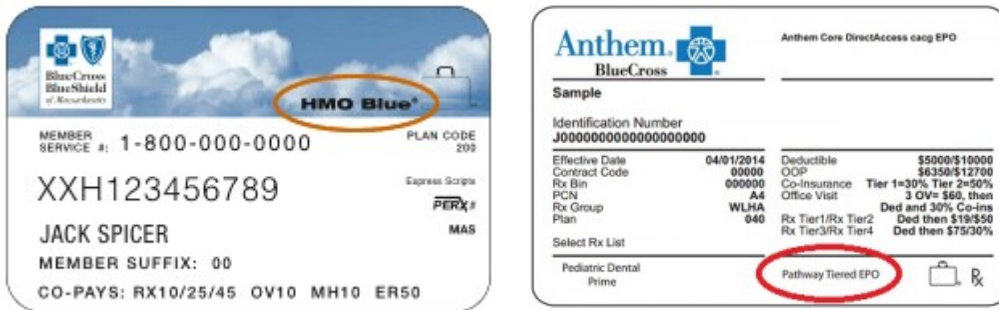 BlueCross
BlueShield
of Massachusetts
HMO Blue®
MEMBER
SERVICE #: 1-800-000-0000
PLAN CODE
200
XXH123456789
Express Scripts
PERX#
JACK SPICER
MAS
MEMBER SUFFIX: 00
CO-PAYS: RX10/25/45 OV10 MH10 ER50
Anthem.
BlueCross
Anthem Core DirectAccess cacg EPO
Sample
Identification Number
J0000000000000000000
Effective Date 04/01/2014
Contract Code 00000
Rx Bin 000000
PCN A4
Rx Group WLHA
Plan 040
Select Rx List
Deductible $5000/$10000
OOP $6350/$12700
Co-Insurance Tier 1=30% Tier 2=50%
Office Visit 3 OV= $60, then
Ded and 30% Co-ins
Rx Tier1/Rx Tier2 Ded then $19/$50
Rx Tier3/Rx Tier4 Ded then $75/30%
Pediatric Dental
Prime
Pathway Tiered EPO
Rx